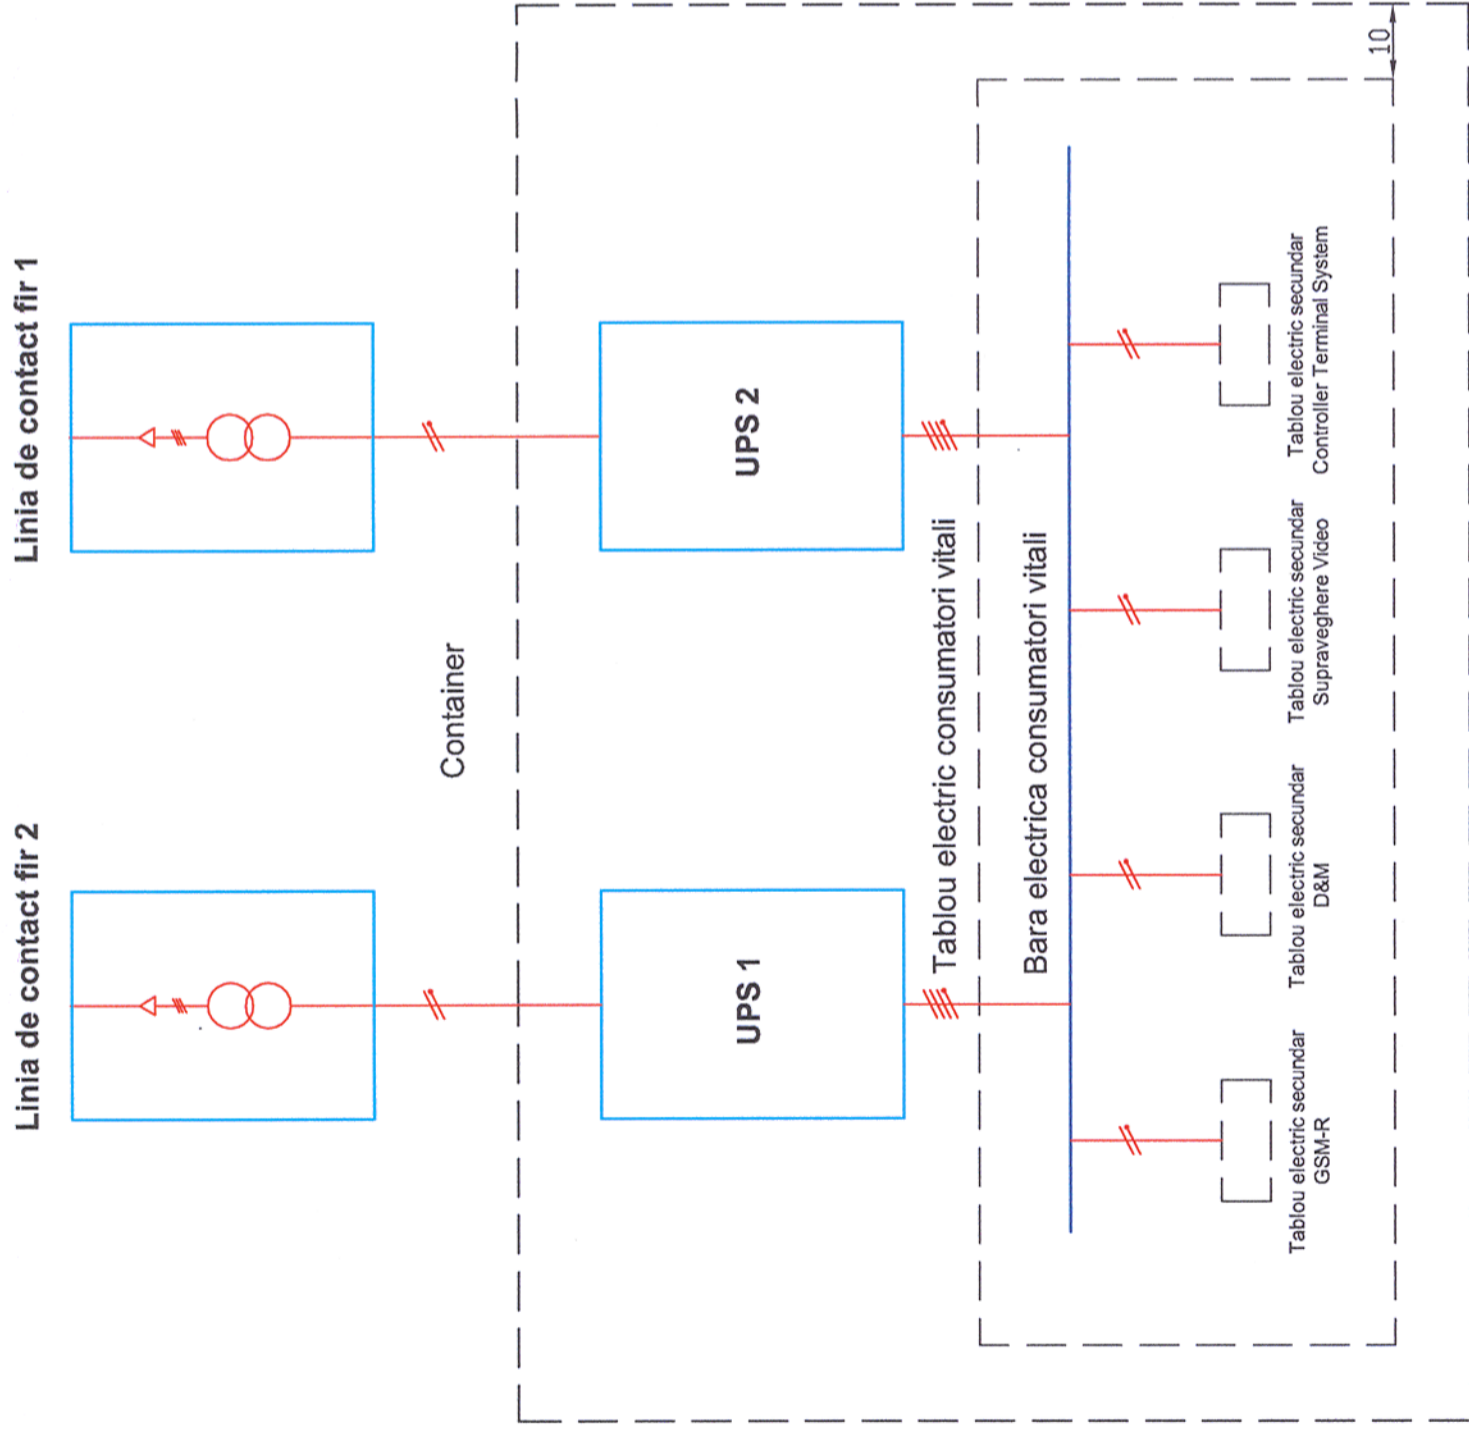 Linia de contact fir 2
Linia de contact fir 1
Container
UPS 1
UPS 2
Tablou electric consumatori vitali
Bara electrica consumatori vitali
Tablou electric secundar
GSM-R
Tablou electric secundar
D&M
Tablou electric secundar
Supraveghere Video
Tablou electric secundar
Controller Terminal System
10